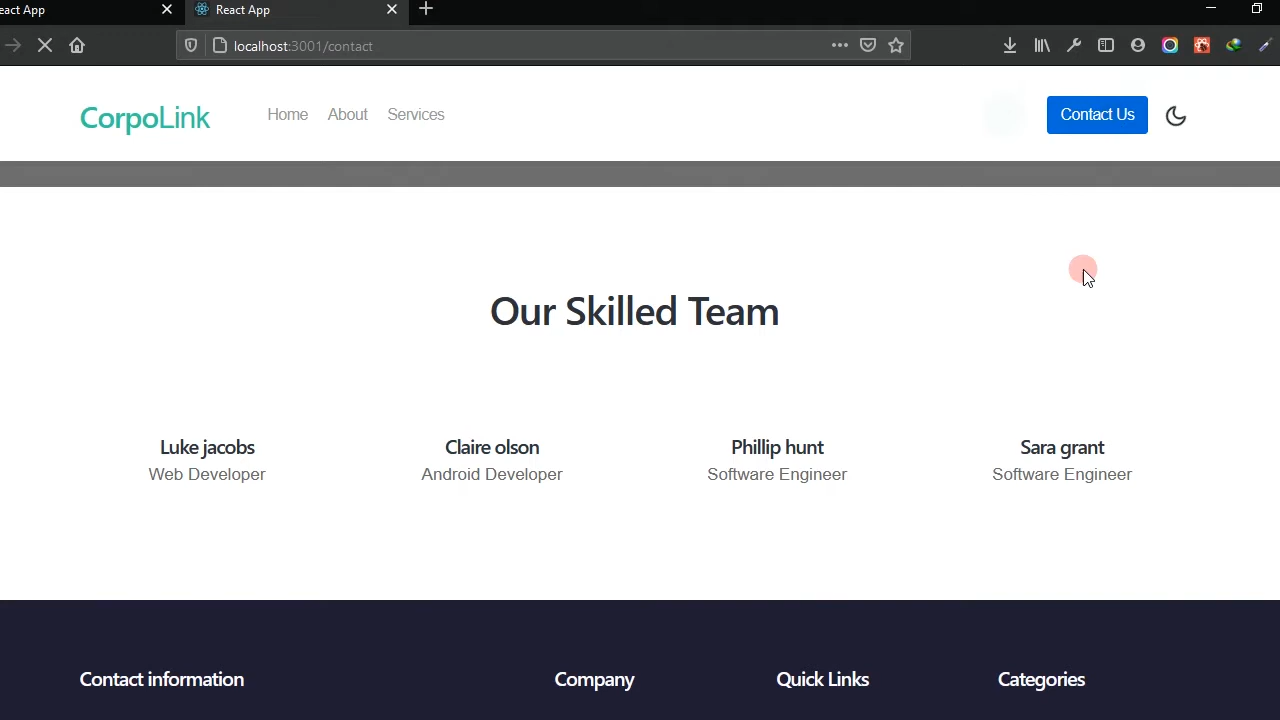 eact App
React App
localhost:3001/contact
CorpoLink
Home About Services
Contact Us
Our Skilled Team
Luke jacobs Claire olson Phillip hunt Sara grant
Web Developer Android Developer Software Engineer Software Engineer
Contact information Company Quick Links Categories